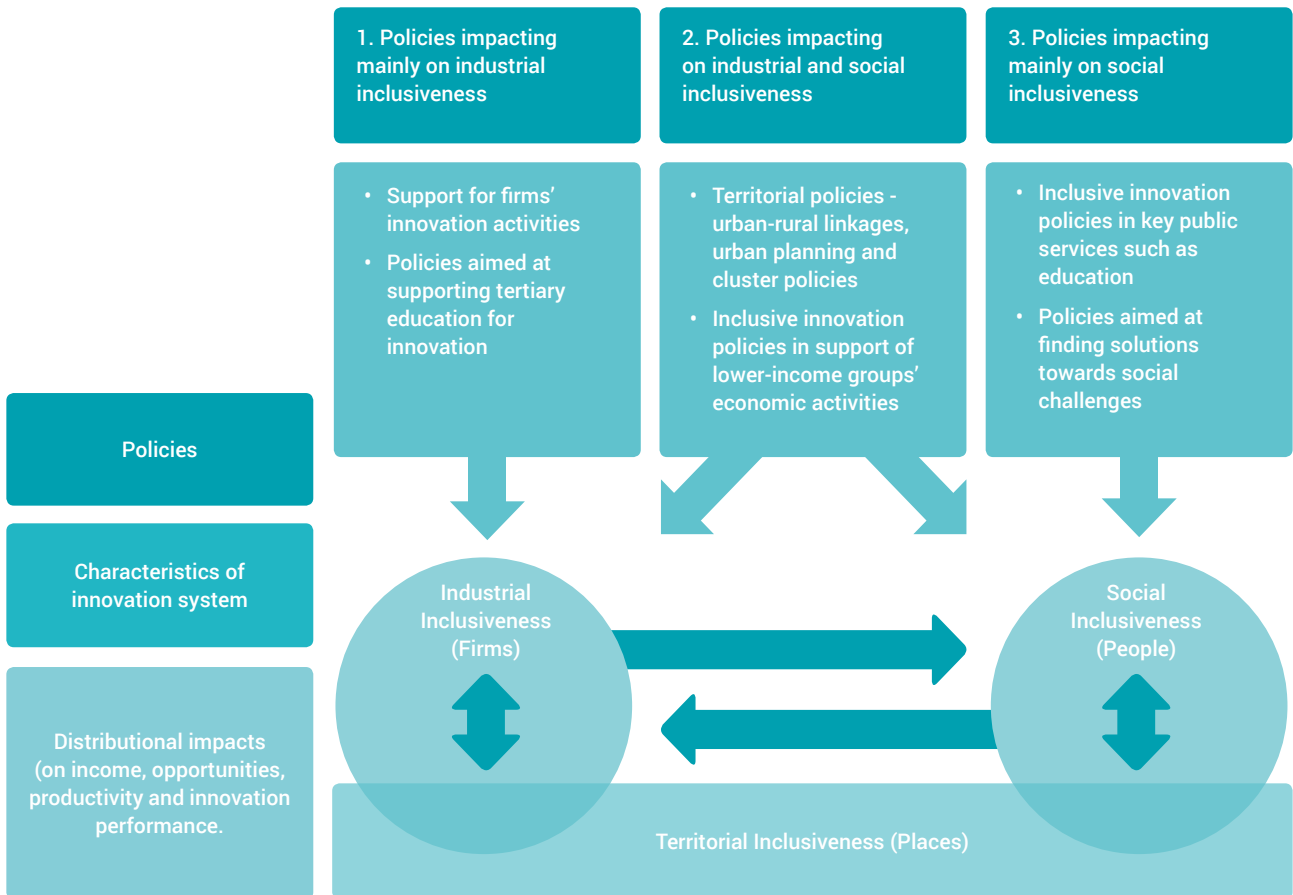 1. Policies impacting
mainly on industrial
inclusiveness
2. Policies impacting
on industrial and social
inclusiveness
3. Policies impacting
mainly on social
inclusiveness
• Support for firms’
innovation activities
• Policies aimed at
supporting tertiary
education for
innovation
• Territorial policies -
urban-rural linkages,
urban planning and
cluster policies
• Inclusive innovation
policies in support of
lower-income groups’
economic activities
• Inclusive innovation
policies in key public
services such as
education
• Policies aimed at
finding solutions
towards social
challenges
Policies
Characteristics of
innovation system
Distributional impacts
(on income, opportunities,
productivity and innovation
performance.
Industrial
Inclusiveness
(Firms)
Social
Inclusiveness
(People)
Territorial Inclusiveness (Places)